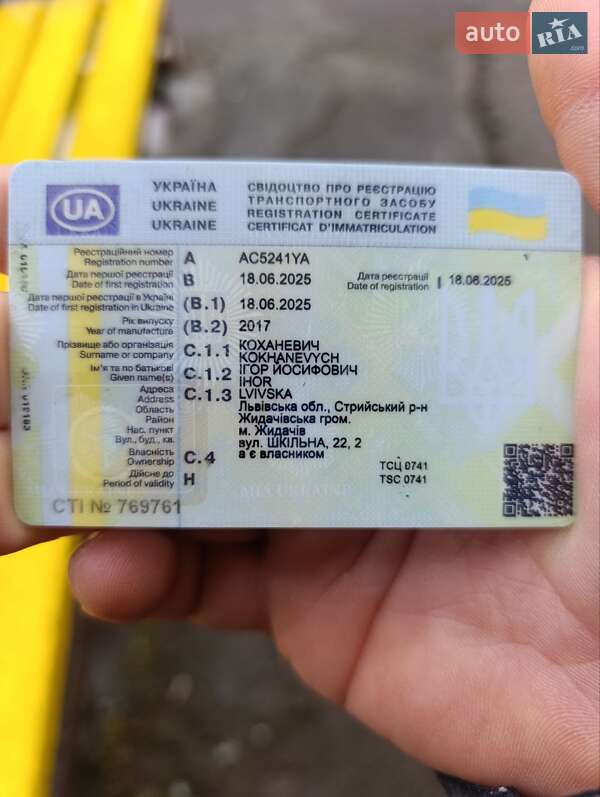 auto RIA .com
UA
УКРАЇНА
UKRAINE
UKRAINE
СВІДОЦТВО ПРО РЕЄСТРАЦІЮ
ТРАНСПОРТНОГО ЗАСОБУ
REGISTRATION CERTIFICATE
CERTIFICAT D'IMMATRICULATION
Реєстраційний номер
Registration number A AC5241YA
Дата першої реєстрації
Date of first registration B 18.06.2025 Дата реєстрації
Date of registration I 18.06.2025
Дата першої реєстрації в Україні
Date of first registration in Ukraine (B.1) 18.06.2025
Рік випуску
Year of manufacture (B.2) 2017
Прізвище або організація
Surname or company C.1.1 КОХАНЕВИЧ
KOKHANEVYCH
Ім'я та по батькові
Given name(s) C.1.2 ІГОР ЙОСИФОВИЧ
IHOR
Адреса
Address C.1.3 LVIVSKA
Область Львівська обл., Стрийський р-н
Район Жидачівська гром.
Нас. пункт м. Жидачів
Вул., буд., кв. вул. ШКІЛЬНА, 22, 2
Власність
Ownership C.4 а є власником
Дійсне до
Period of validity H
ТСЦ 0741
TSC 0741
MIA UKRAINE
СТІ № 769761